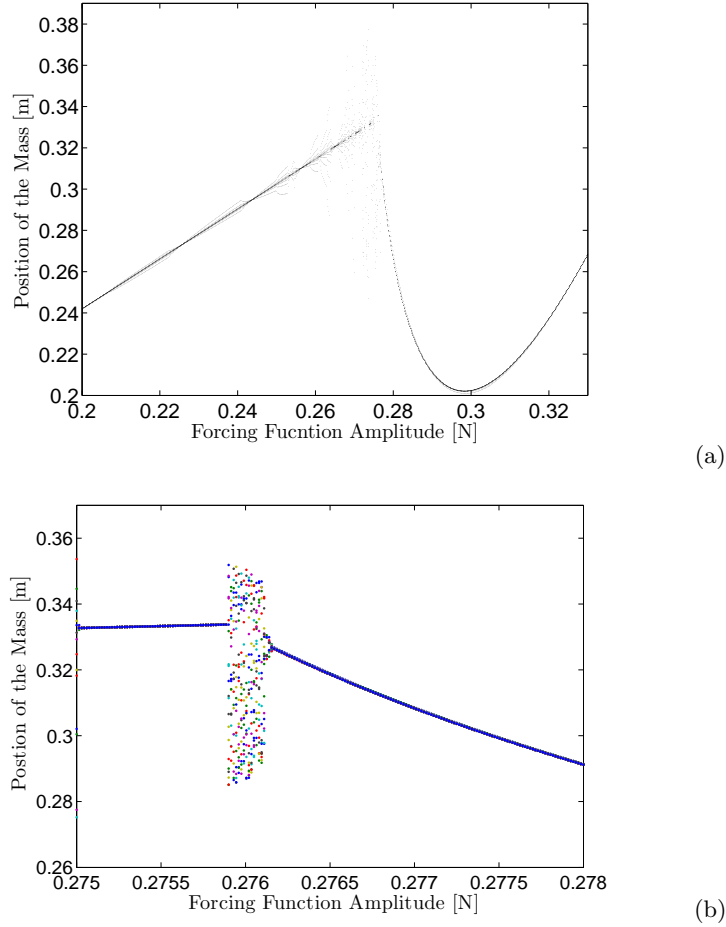 0.38
0.36
0.34
0.32
0.3
0.28
0.26
0.24
0.22
0.2
Position of the Mass [m]
0.2 0.22 0.24 0.26 0.28 0.3 0.32
Forcing Fucntion Amplitude [N]
(a)
0.36
0.34
0.32
0.3
0.28
0.26
Postion of the Mass [m]
0.275 0.2755 0.276 0.2765 0.277 0.2775 0.278
Forcing Function Amplitude [N]
(b)